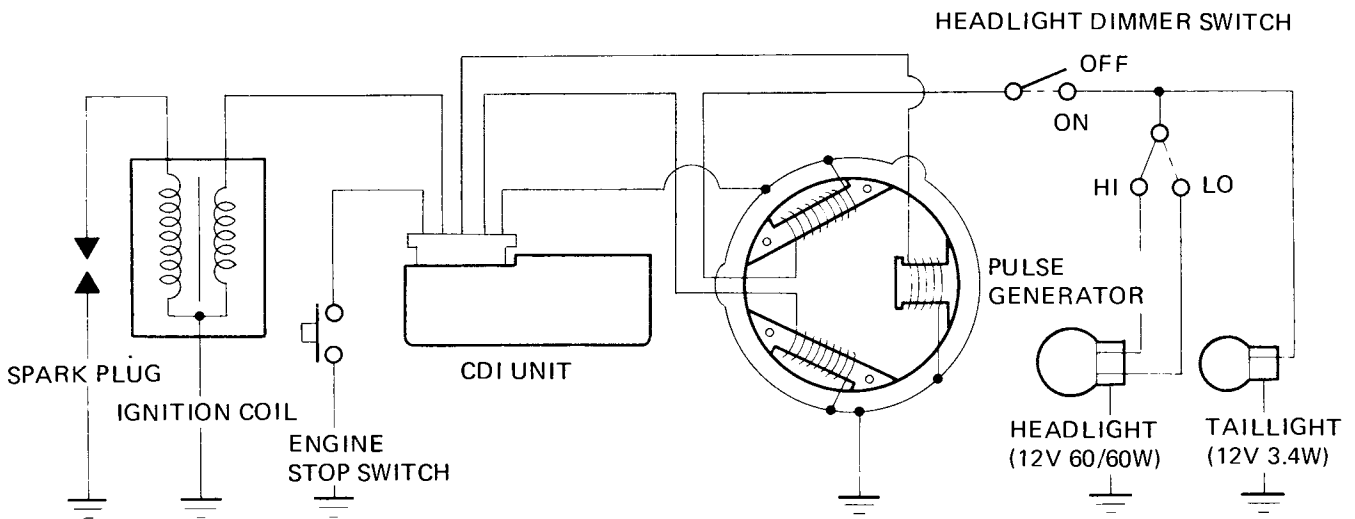 HEADLIGHT DIMMER SWITCH
OFF
ON
HI
LO
PULSE
GENERATOR
SPARK PLUG
IGNITION COIL
ENGINE
STOP SWITCH
CDI UNIT
HEADLIGHT
(12V 60/60W)
TAILLIGHT
(12V 3.4W)